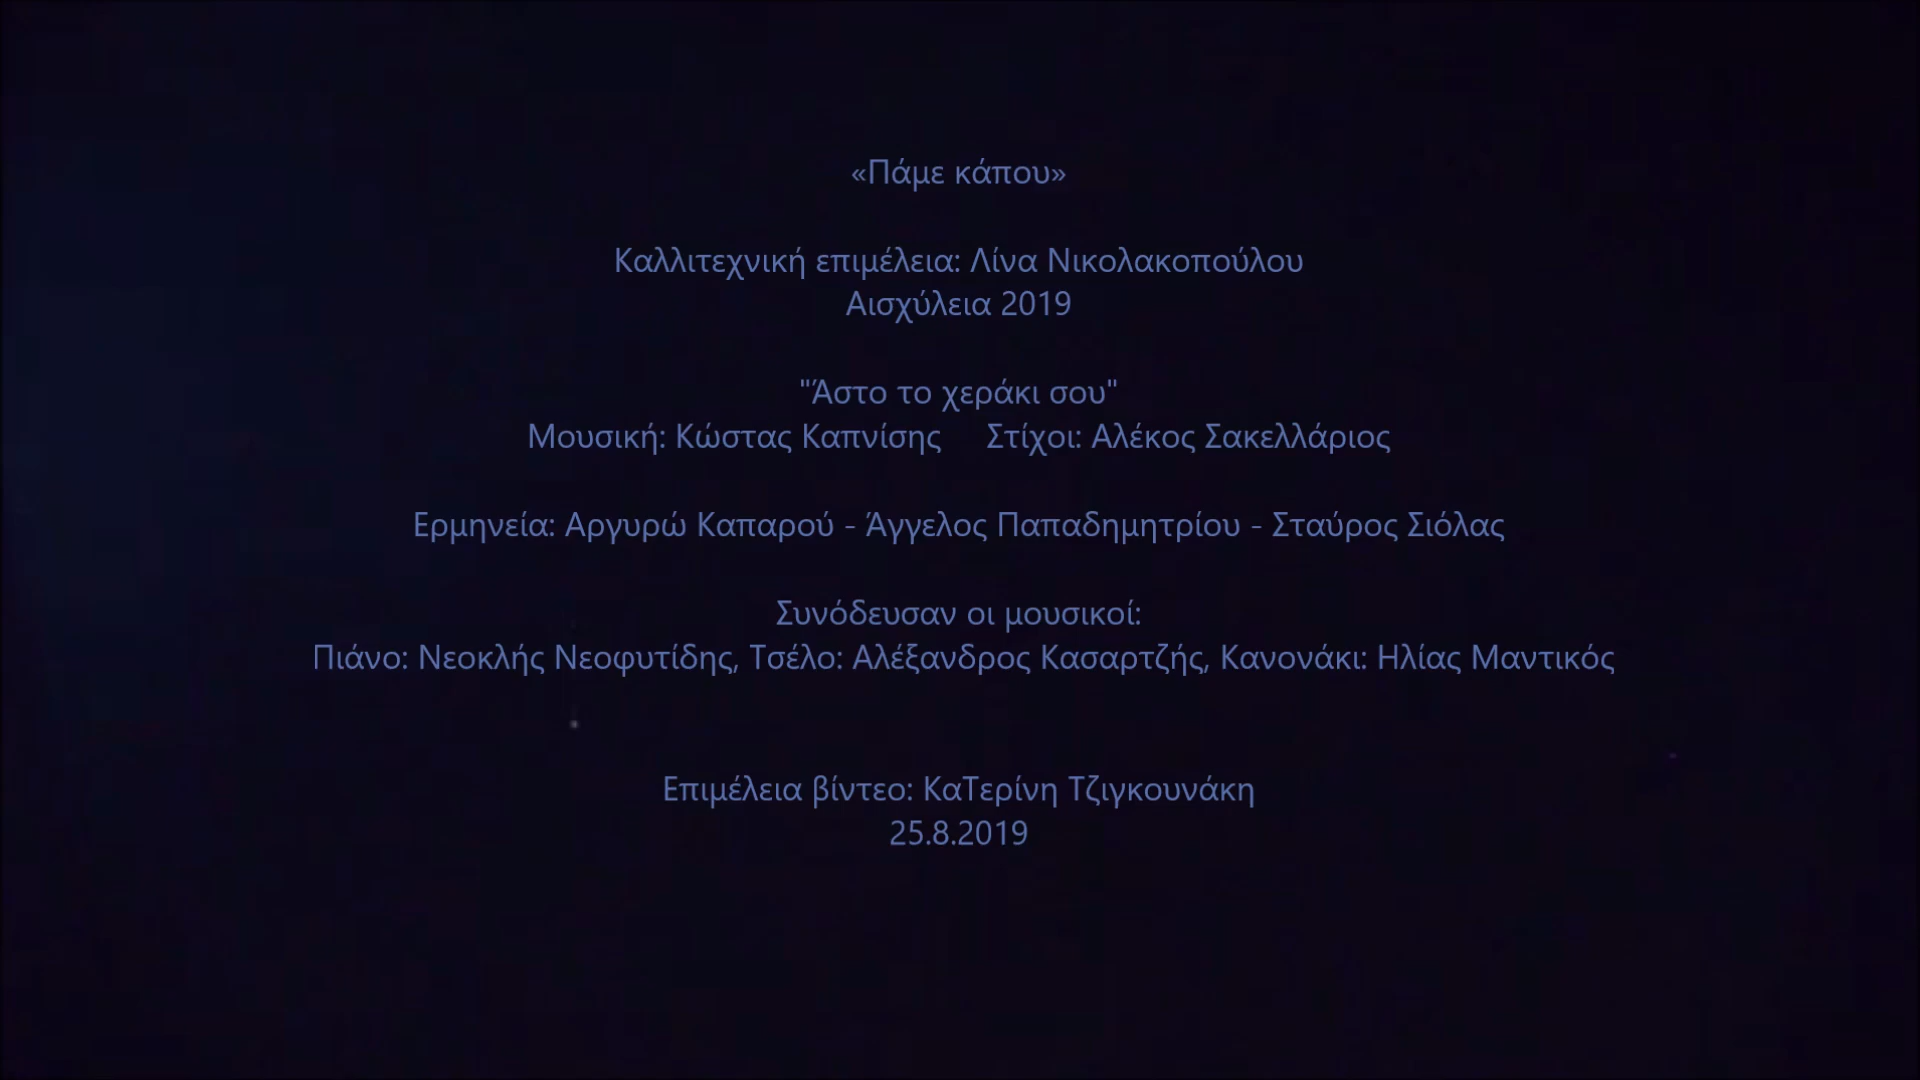 «Πάμε κάπου»
Καλλιτεχνική επιμέλεια: Λίνα Νικολακοπούλου
Αισχύλεια 2019
"Άστο το χεράκι σου"
Μουσική: Κώστας Καπνίσης Στίχοι: Αλέκος Σακελλάριος
Ερμηνεία: Αργυρώ Καπαρού - Άγγελος Παπαδημητρίου - Σταύρος Σιόλας
Συνόδευσαν οι μουσικοί:
Πιάνο: Νεοκλής Νεοφυτίδης, Τσέλο: Αλέξανδρος Κασαρτζής, Κανονάκι: Ηλίας Μαντικός
Επιμέλεια βίντεο: ΚαΤερίνη Τζιγκουνάκη
25.8.2019